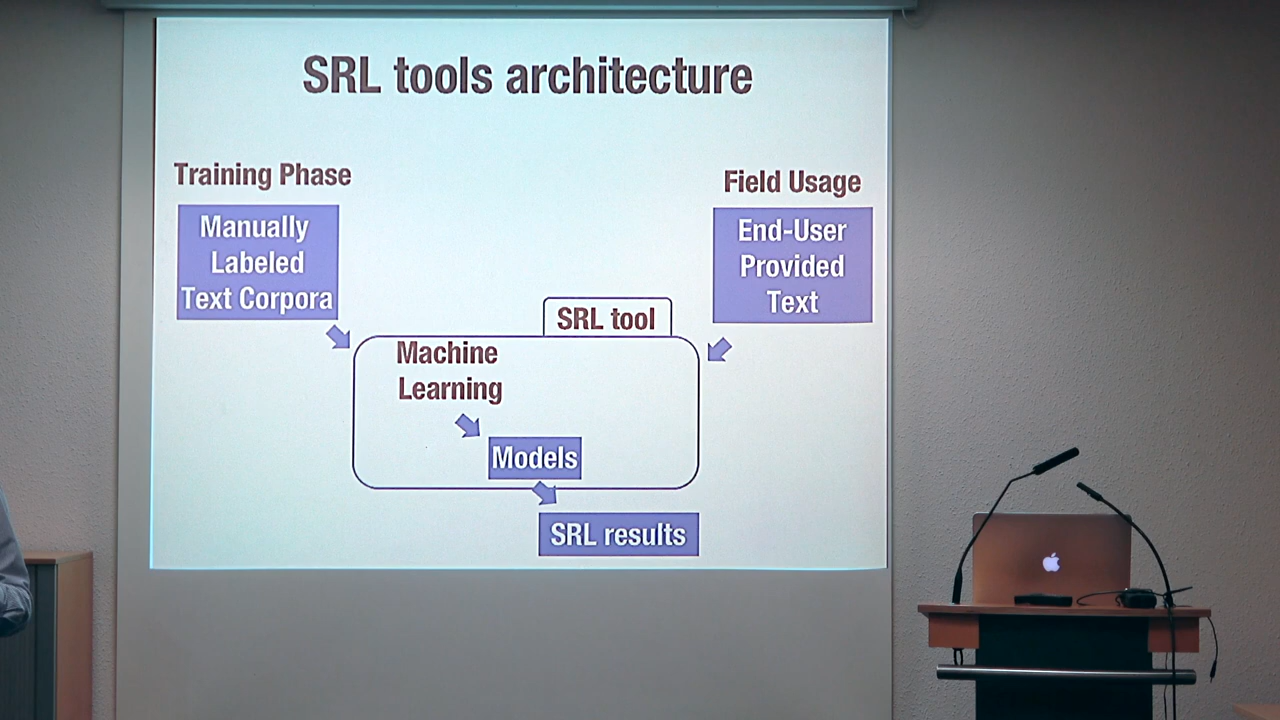 SRL tools architecture
Training Phase
Manually
Labeled
Text Corpora
Field Usage
End-User
Provided
Text
SRL tool
Machine
Learning
Models
SRL results